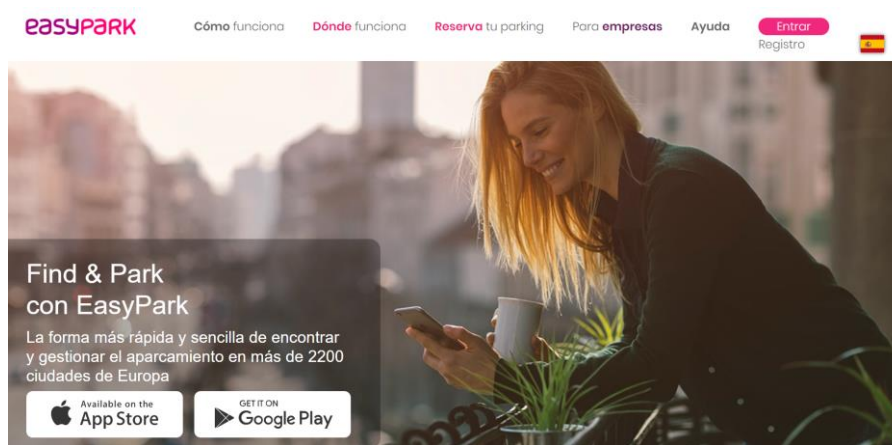 easyPark
Cómo funciona
Dónde funciona
Reserva tu parking
Para empresas
Ayuda
Entrar
Registro
Find & Park
con EasyPark
La forma más rápida y sencilla de encontrar
y gestionar el aparcamiento en más de 2200
ciudades de Europa
Available on the
App Store
GET IT ON
Google Play